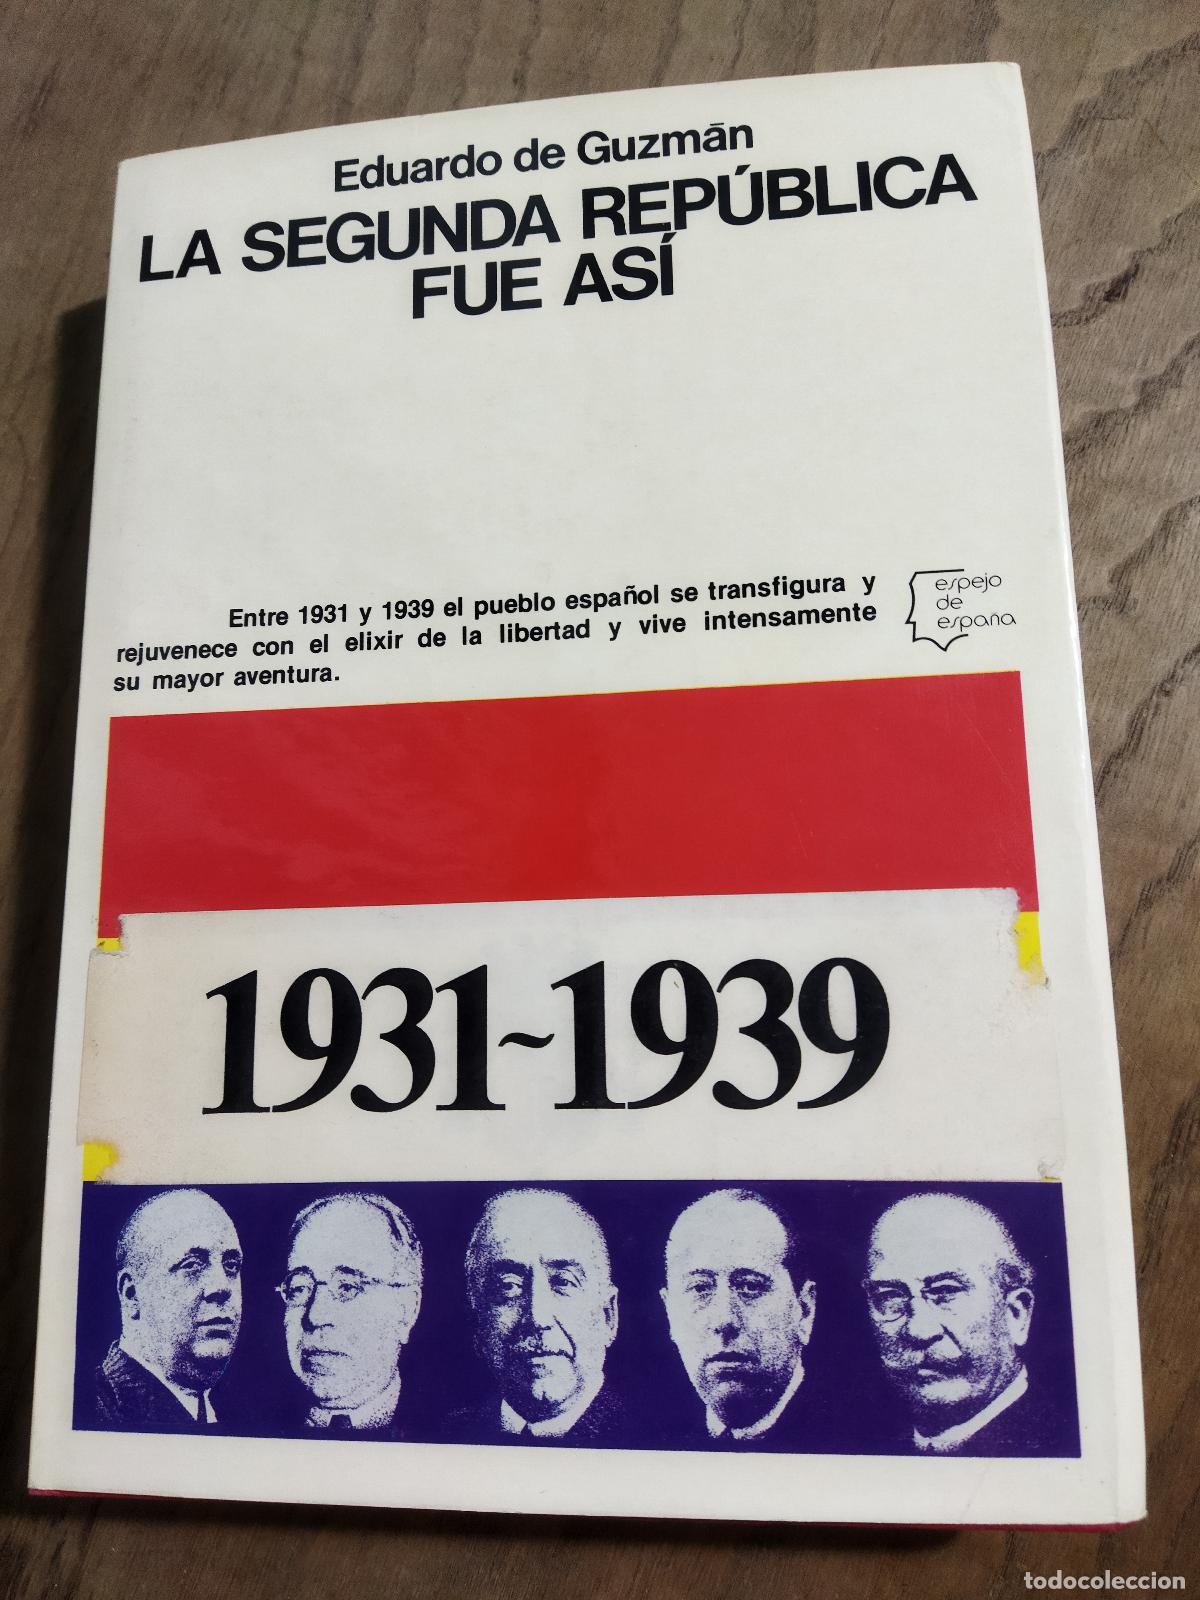 Eduardo de Guzmán
LA SEGUNDA REPÚBLICA
FUE ASÍ
Entre 1931 y 1939 el pueblo español se transfigura y
rejuvenece con el elixir de la libertad y vive intensamente
su mayor aventura.
espejo
de
españa
1931~1939
todocoleccion